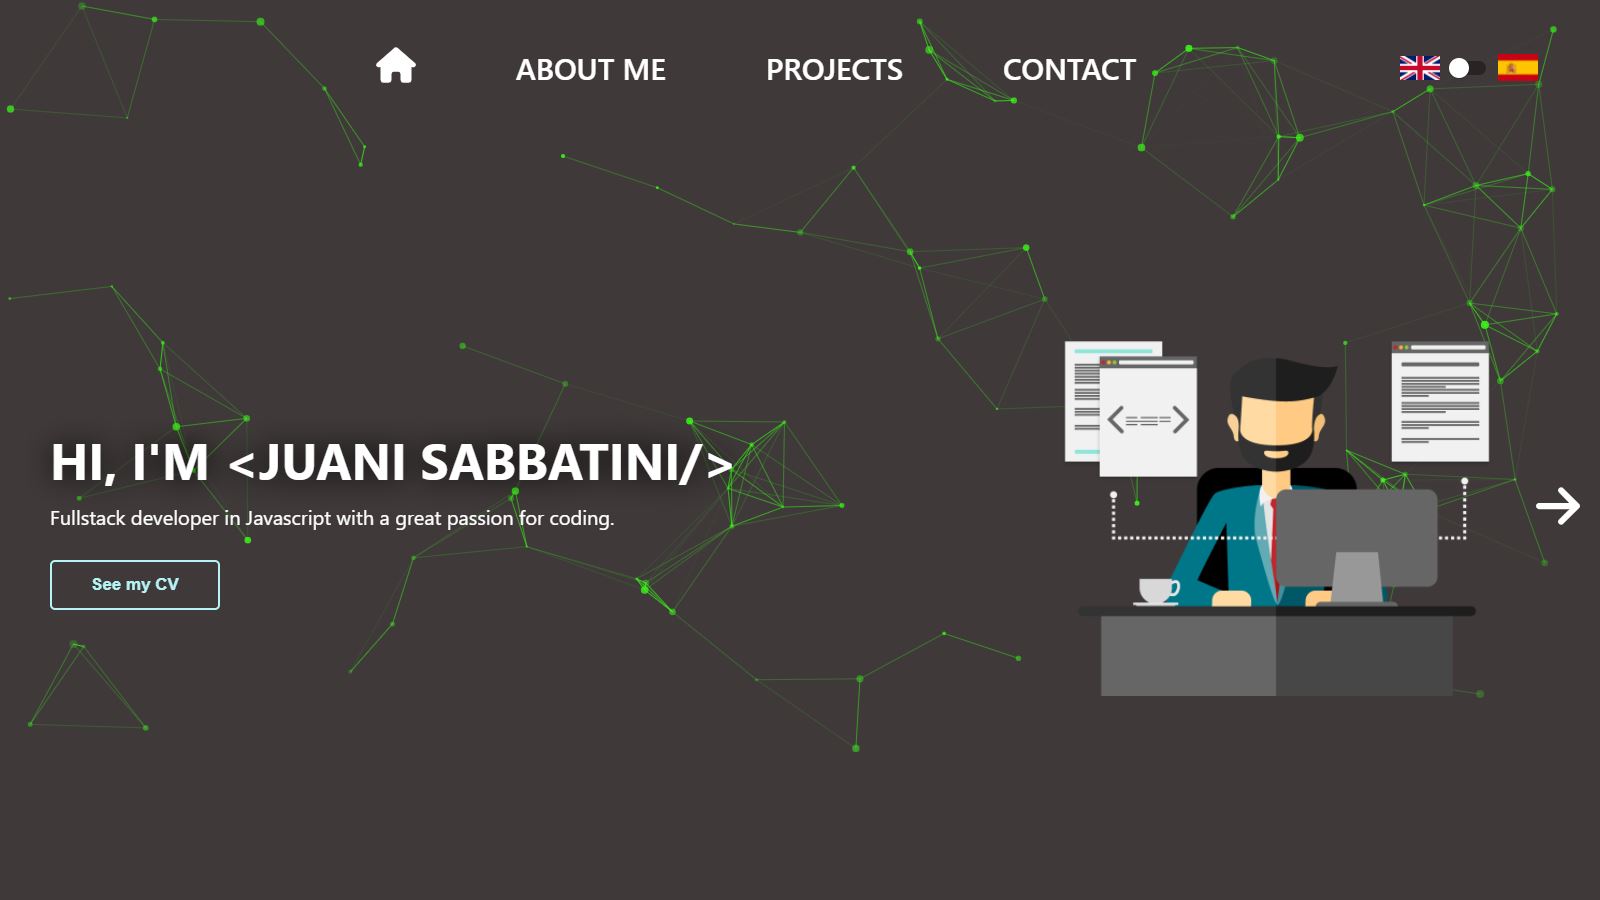 ABOUT ME
PROJECTS
CONTACT
HI, I'M <JUANI SABBATINI/>
Fullstack developer in Javascript with a great passion for coding.
See my CV